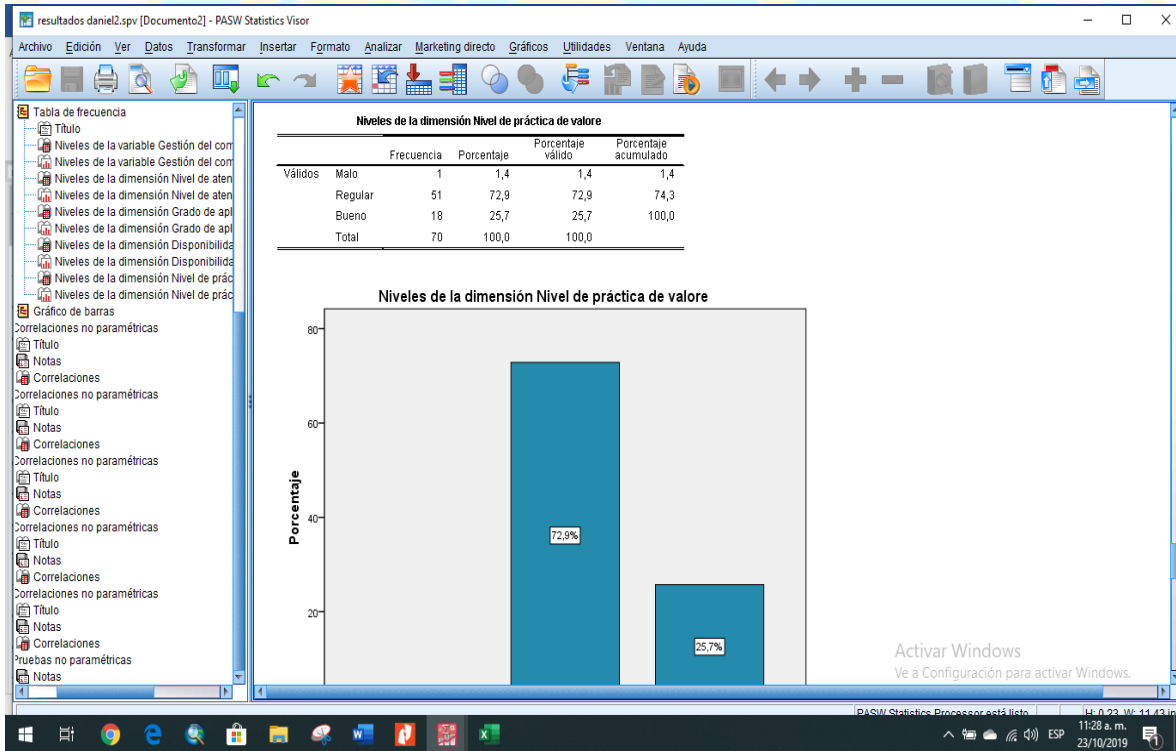 resultados daniel2.spv [Documento2] - PASW Statistics Visor
Archivo Edición Ver Datos Transformar Insertar Formato Analizar Marketing directo Gráficos Utilidades Ventana Ayuda
Tabla de frecuencia
Título
Niveles de la variable Gestión del com
Niveles de la variable Gestión del com
Niveles de la dimensión Nivel de aten
Niveles de la dimensión Nivel de aten
Niveles de la dimensión Grado de apl
Niveles de la dimensión Grado de apl
Niveles de la dimensión Disponibilida
Niveles de la dimensión Disponibilida
Niveles de la dimensión Nivel de prác
Niveles de la dimensión Nivel de prác
Gráfico de barras
Correlaciones no paramétricas
Título
Notas
Correlaciones
Correlaciones no paramétricas
Título
Notas
Correlaciones
Correlaciones no paramétricas
Título
Notas
Correlaciones
Correlaciones no paramétricas
Título
Notas
Correlaciones
Correlaciones no paramétricas
Título
Notas
Correlaciones
Pruebas no paramétricas
Notas
Niveles de la dimensión Nivel de práctica de valore
Frecuencia Porcentaje Porcentaje válido Porcentaje acumulado
Válidos Malo 1 1,4 1,4 1,4
Regular 51 72,9 72,9 74,3
Bueno 18 25,7 25,7 100,0
Total 70 100,0 100,0
Niveles de la dimensión Nivel de práctica de valore
Porcentaje
80
60
40
20
72,9%
25,7%
Activar Windows
Ve a Configuración para activar Windows.
PASW Statistics Processor está listo H: 0,23, W: 11,43 in
ESP
11:28 a. m.
23/10/2019